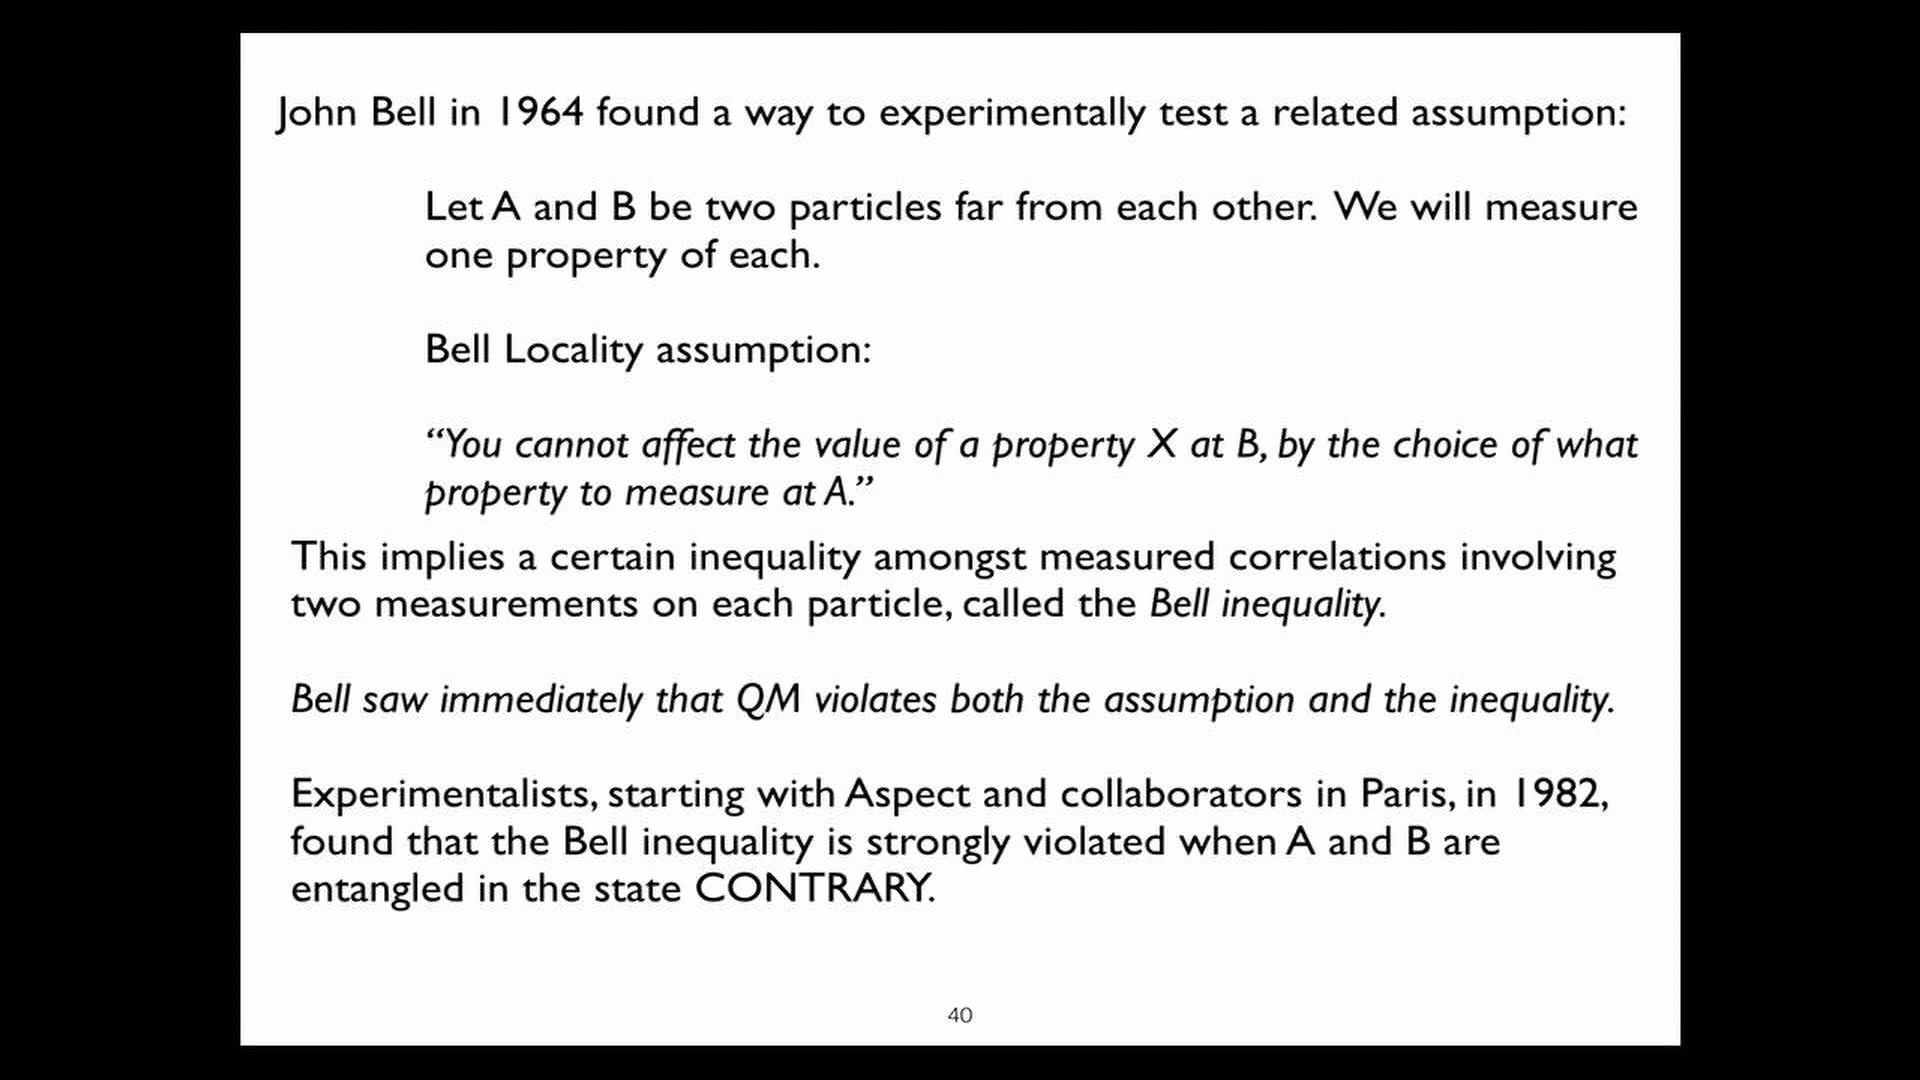 John Bell in 1964 found a way to experimentally test a related assumption:
Let A and B be two particles far from each other. We will measure
one property of each.
Bell Locality assumption:
“You cannot affect the value of a property X at B, by the choice of what
property to measure at A.”
This implies a certain inequality amongst measured correlations involving
two measurements on each particle, called the Bell inequality.
Bell saw immediately that QM violates both the assumption and the inequality.
Experimentalists, starting with Aspect and collaborators in Paris, in 1982,
found that the Bell inequality is strongly violated when A and B are
entangled in the state CONTRARY.
40